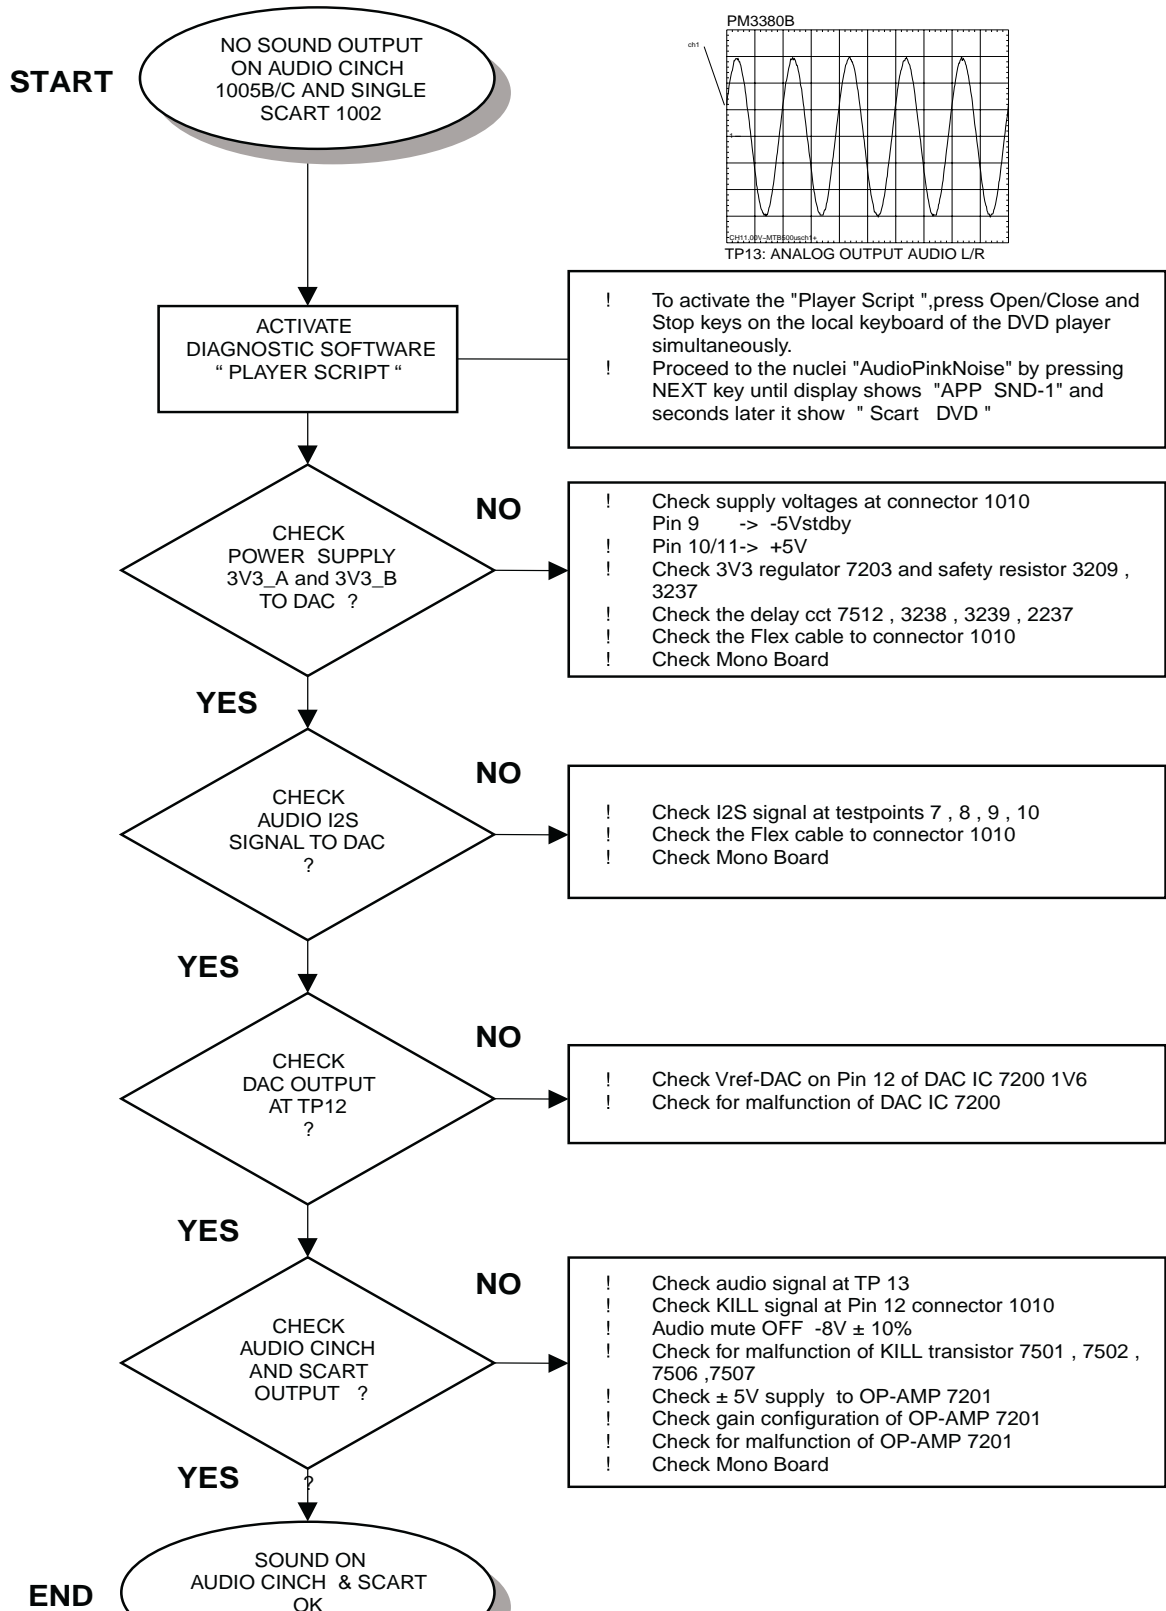 START
NO SOUND OUTPUT
ON AUDIO CINCH
1005B/C AND SINGLE
SCART 1002
PM3380B
ch1
1
CH11.00V~MTB500usch1+
TP13: ANALOG OUTPUT AUDIO L/R
ACTIVATE
DIAGNOSTIC SOFTWARE
“ PLAYER SCRIPT “
! To activate the "Player Script ",press Open/Close and
Stop keys on the local keyboard of the DVD player
simultaneously.
! Proceed to the nuclei "AudioPinkNoise" by pressing
NEXT key until display shows "APP SND-1" and
seconds later it show " Scart DVD "
CHECK
POWER SUPPLY
3V3_A and 3V3_B
TO DAC ?
NO
! Check supply voltages at connector 1010
Pin 9 -> -5Vstdby
! Pin 10/11-> +5V
! Check 3V3 regulator 7203 and safety resistor 3209 ,
3237
! Check the delay cct 7512 , 3238 , 3239 , 2237
! Check the Flex cable to connector 1010
! Check Mono Board
YES
CHECK
AUDIO I2S
SIGNAL TO DAC
?
NO
! Check I2S signal at testpoints 7 , 8 , 9 , 10
! Check the Flex cable to connector 1010
! Check Mono Board
YES
CHECK
DAC OUTPUT
AT TP12
?
NO
! Check Vref-DAC on Pin 12 of DAC IC 7200 1V6
! Check for malfunction of DAC IC 7200
YES
CHECK
AUDIO CINCH
AND SCART
OUTPUT ?
NO
! Check audio signal at TP 13
! Check KILL signal at Pin 12 connector 1010
! Audio mute OFF -8V ± 10%
! Check for malfunction of KILL transistor 7501 , 7502 ,
7506 ,7507
! Check ± 5V supply to OP-AMP 7201
! Check gain configuration of OP-AMP 7201
! Check for malfunction of OP-AMP 7201
! Check Mono Board
YES
?
END
SOUND ON
AUDIO CINCH & SCART
OK